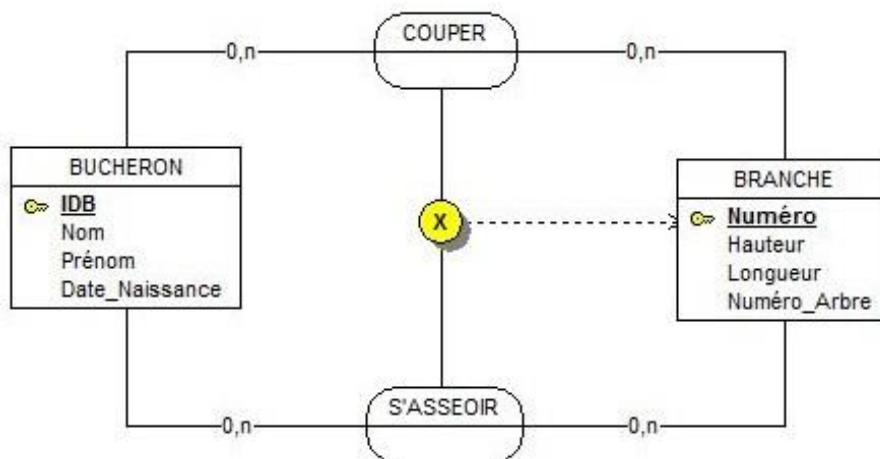 COUPER
0,n
0,n
BUCHERON
IDB
Nom
Prénom
Date_Naissance
X
BRANCHE
Numéro
Hauteur
Longueur
Numéro_Arbre
S'ASSEOIR
0,n
0,n